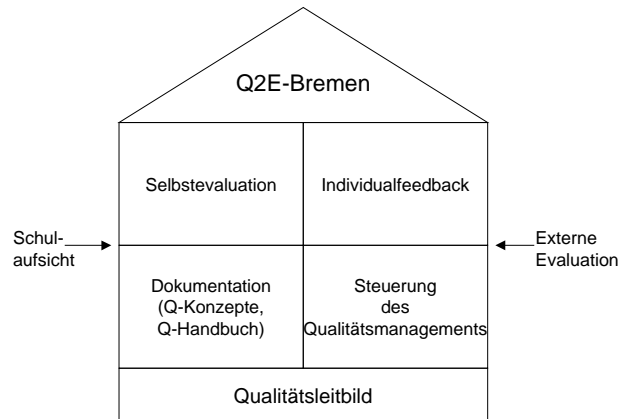 Q2E-Bremen
Selbstevaluation
Individualfeedback
Schul-
aufsicht
Externe
Evaluation
Dokumentation
(Q-Konzepte,
Q-Handbuch)
Steuerung
des
Qualitätsmanagements
Qualitätsleitbild